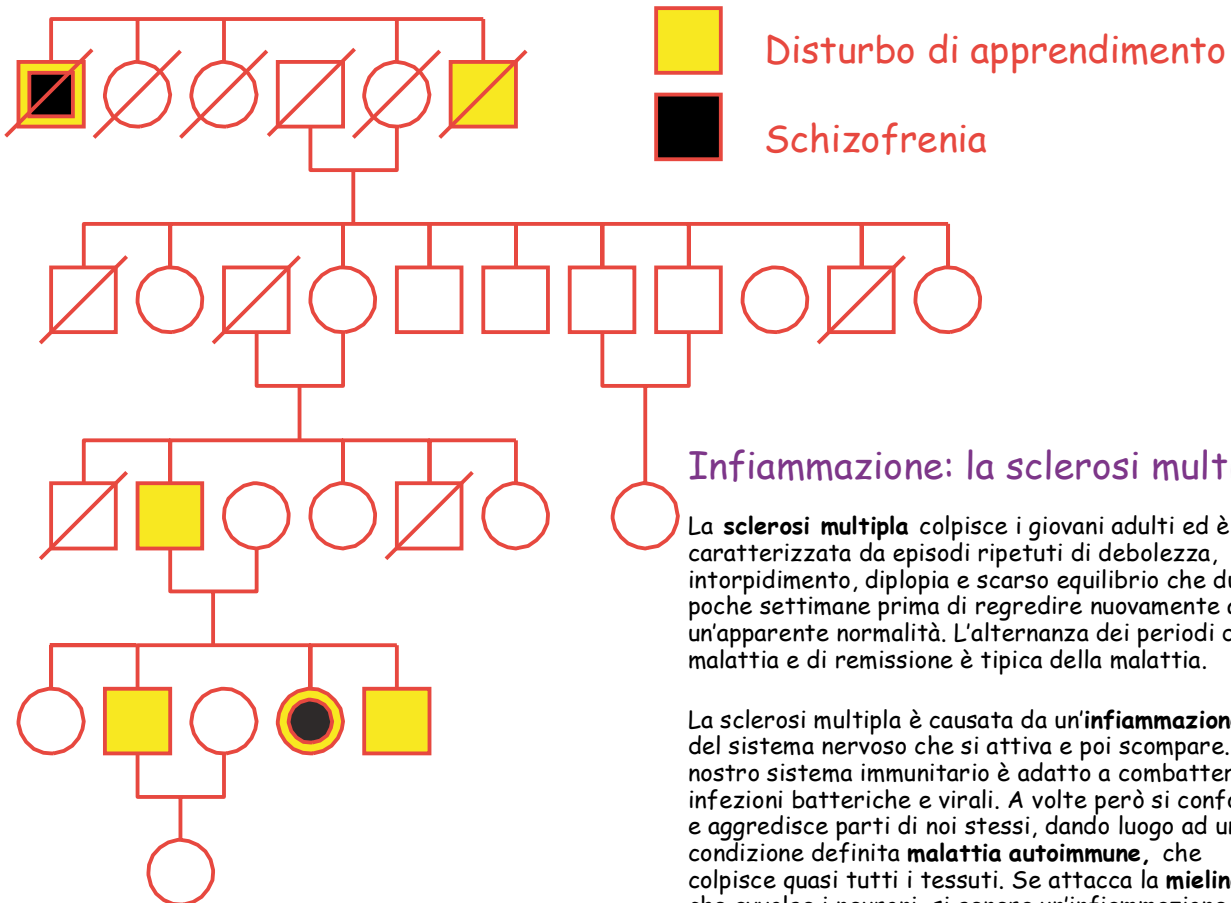 Disturbo di apprendimento
Schizofrenia
Infiammazione: la sclerosi mult
La sclerosi multipla colpisce i giovani adulti ed è
caratterizzata da episodi ripetuti di debolezza,
intorpidimento, diplopia e scarso equilibrio che du
poche settimane prima di regredire nuovamente
un'apparente normalità. L'alternanza dei periodi
malattia e di remissione è tipica della malattia.
La sclerosi multipla è causata da un'infiammazion
del sistema nervoso che si attiva e poi scompare.
nostro sistema immunitario è adatto a combatter
infezioni batteriche e virali. A volte però si conf
e aggredisce parti di noi stessi, dando luogo ad u
condizione definita malattia autoimmune, che
colpisce quasi tutti i tessuti. Se attacca la mielin